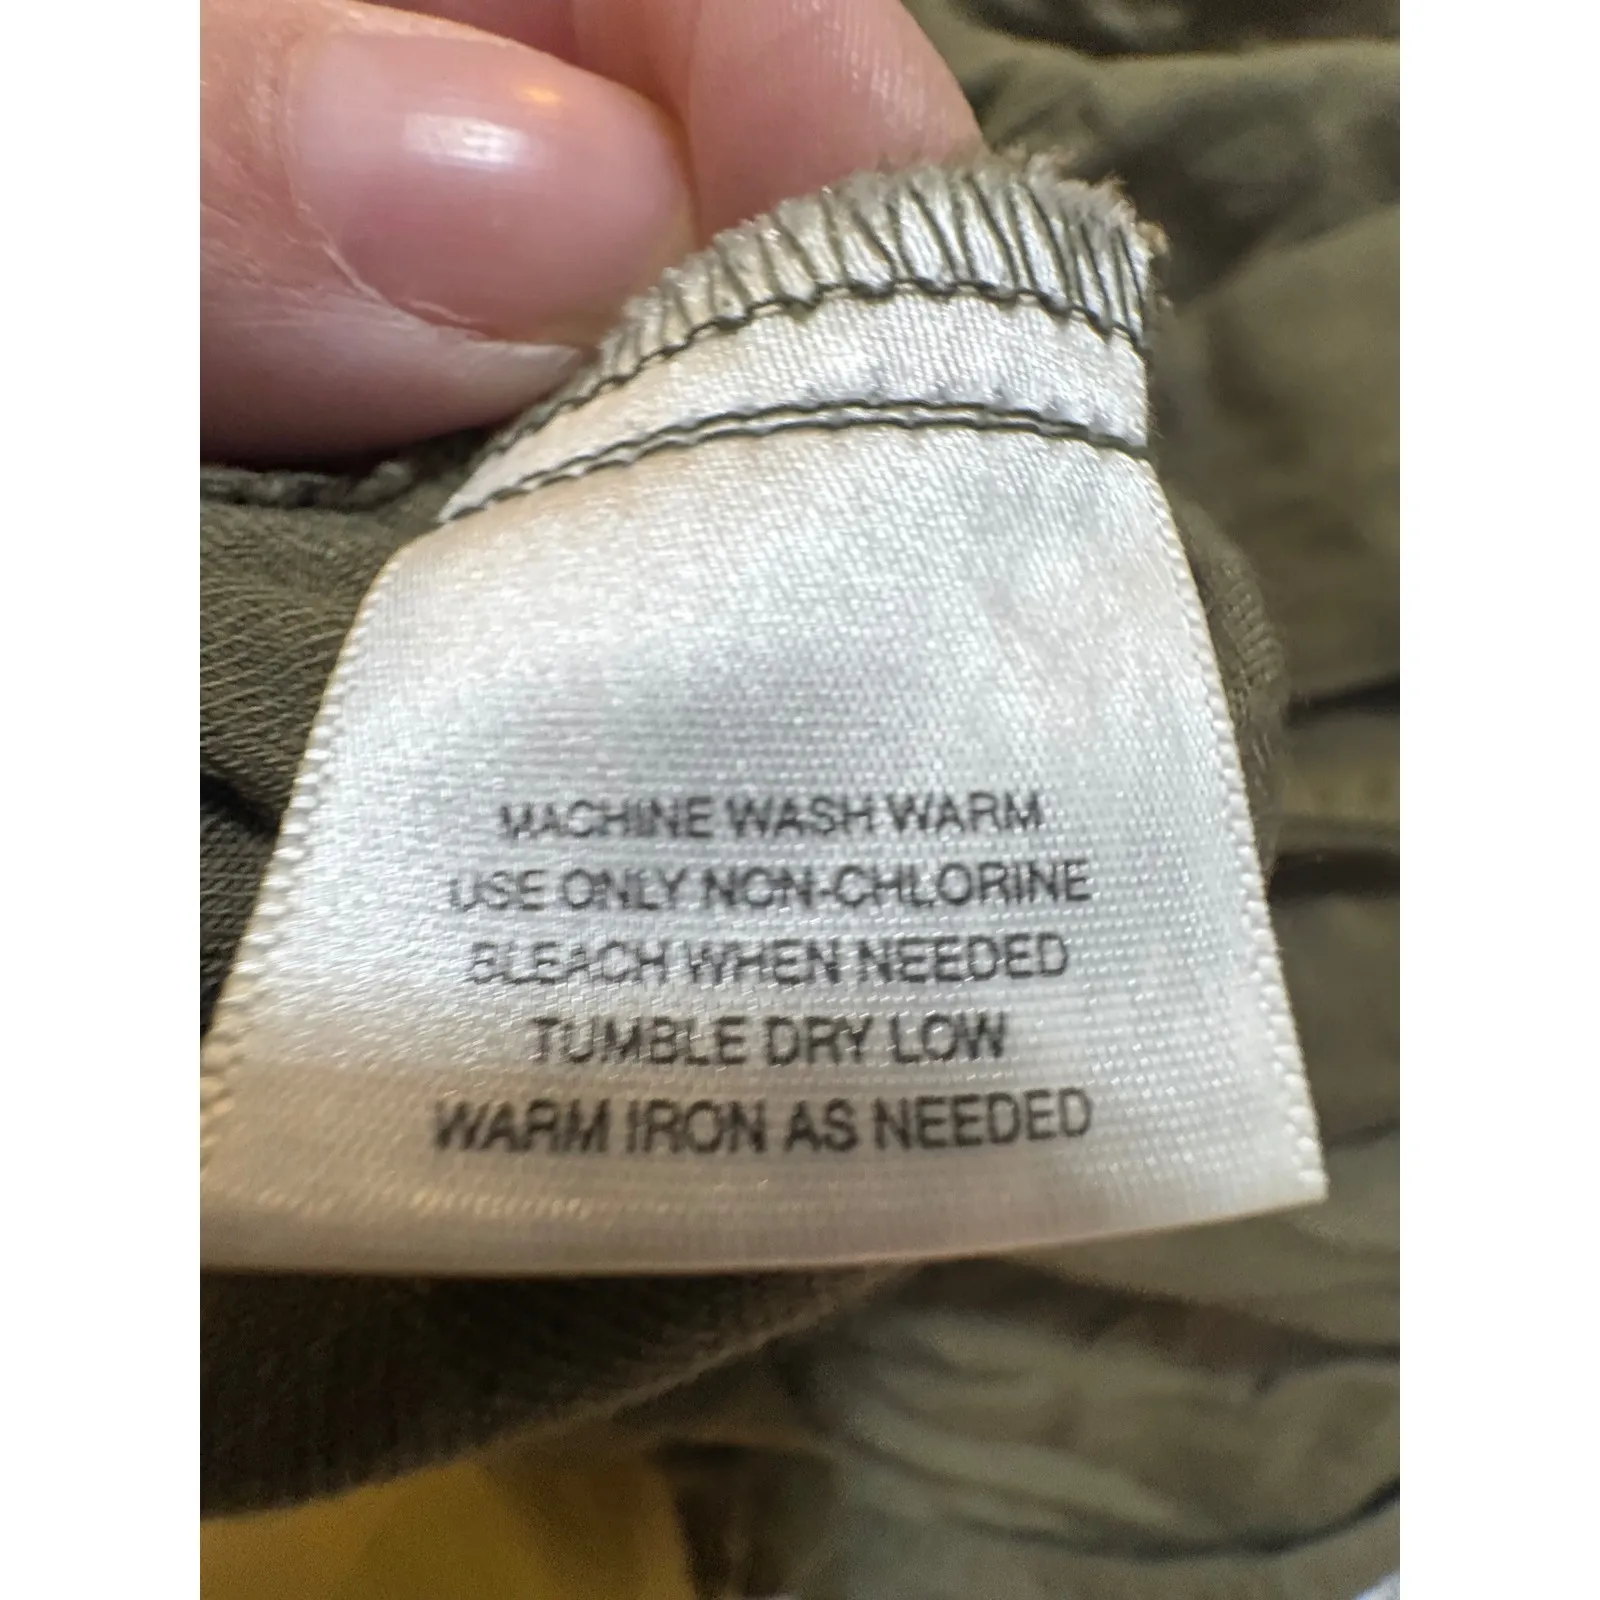 MACHINE WASH WARM
USE ONLY NON-CHLORINE
BLEACH WHEN NEEDED
TUMBLE DRY LOW
WARM IRON AS NEEDED